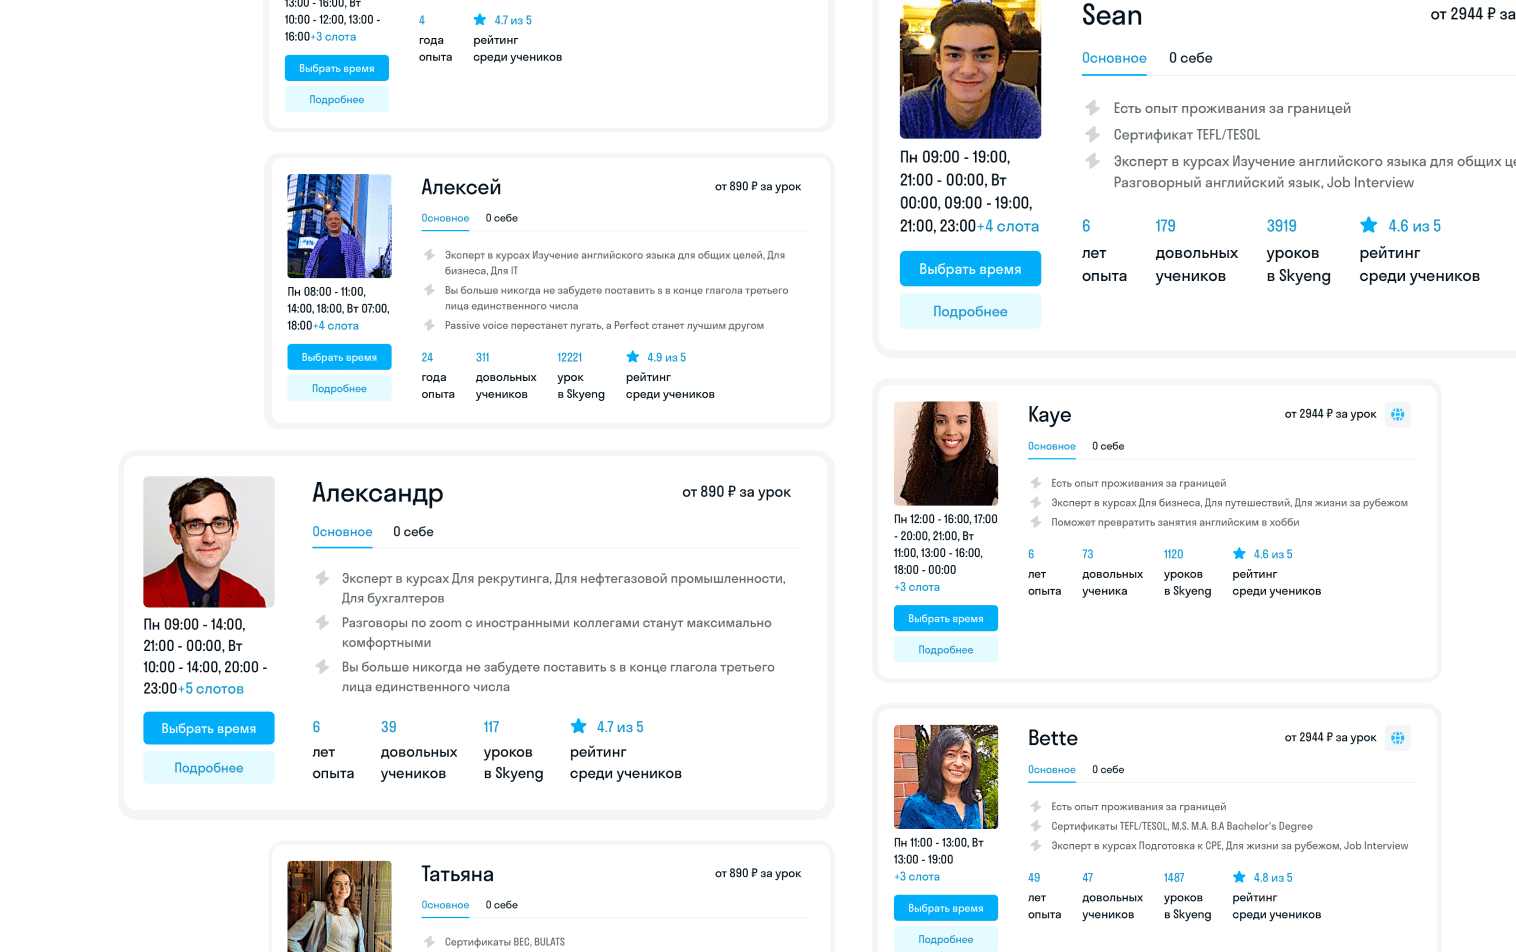 13:00 - 16:00, Вт
10:00 - 12:00, 13:00 -
16:00+3 слота
Выбрать время
Подробнее
4
года
опыта
4.7 из 5
рейтинг
среди учеников
Алексей
от 890 ₽ за урок
Основное
О себе
Эксперт в курсах Изучение английского языка для общих целей, Для
бизнеса, Для IT
Вы больше никогда не забудете поставить s в конце глагола третьего
лица единственного числа
Passive voice перестанет пугать, а Perfect станет лучшим другом
Пн 08:00 - 11:00,
14:00, 18:00, Вт 07:00,
18:00+4 слота
Выбрать время
Подробнее
24
года
опыта
311
довольных
учеников
12221
урок
в Skyeng
4.9 из 5
рейтинг
среди учеников
Александр
от 890 ₽ за урок
Основное
О себе
Эксперт в курсах Для рекрутинга, Для нефтегазовой промышленности,
Для бухгалтеров
Разговоры по zoom с иностранными коллегами станут максимально
комфортными
Вы больше никогда не забудете поставить s в конце глагола третьего
лица единственного числа
Пн 09:00 - 14:00,
21:00 - 00:00, Вт
10:00 - 14:00, 20:00 -
23:00+5 слотов
Выбрать время
Подробнее
6
лет
опыта
39
довольных
учеников
117
уроков
в Skyeng
4.7 из 5
рейтинг
среди учеников
Татьяна
от 890 ₽ за урок
Основное
О себе
Сертификаты BEC, BULATS
Sean
от 2944 ₽ за
Основное
О себе
Есть опыт проживания за границей
Сертификат TEFL/TESOL
Эксперт в курсах Изучение английского языка для общих
Разговорный английский язык, Job Interview
Пн 09:00 - 19:00,
21:00 - 00:00, Вт
00:00, 09:00 - 19:00,
21:00, 23:00+4 слота
Выбрать время
Подробнее
6
лет
опыта
179
довольных
учеников
3919
уроков
в Skyeng
4.6 из 5
рейтинг
среди учеников
Kaye
от 2944 ₽ за урок
Основное
О себе
Есть опыт проживания за границей
Эксперт в курсах Для бизнеса, Для путешествий, Для жизни за рубежом
Поможет превратить занятия английским в хобби
Пн 12:00 - 16:00, 17:00
- 20:00, 21:00, Вт
11:00, 13:00 - 16:00,
18:00 - 00:00
+3 слота
Выбрать время
Подробнее
6
лет
опыта
73
довольных
ученика
1120
уроков
в Skyeng
4.6 из 5
рейтинг
среди учеников
Bette
от 2944 ₽ за урок
Основное
О себе
Есть опыт проживания за границей
Сертификаты TEFL/TESOL, M.S. M.A. B.A Bachelor's Degree
Эксперт в курсах Подготовка к CPE, Для жизни за рубежом, Job Interview
Пн 11:00 - 13:00, Вт
13:00 - 19:00
+3 слота
Выбрать время
Подробнее
49
лет
опыта
47
довольных
учеников
1487
уроков
в Skyeng
4.8 из 5
рейтинг
среди учеников